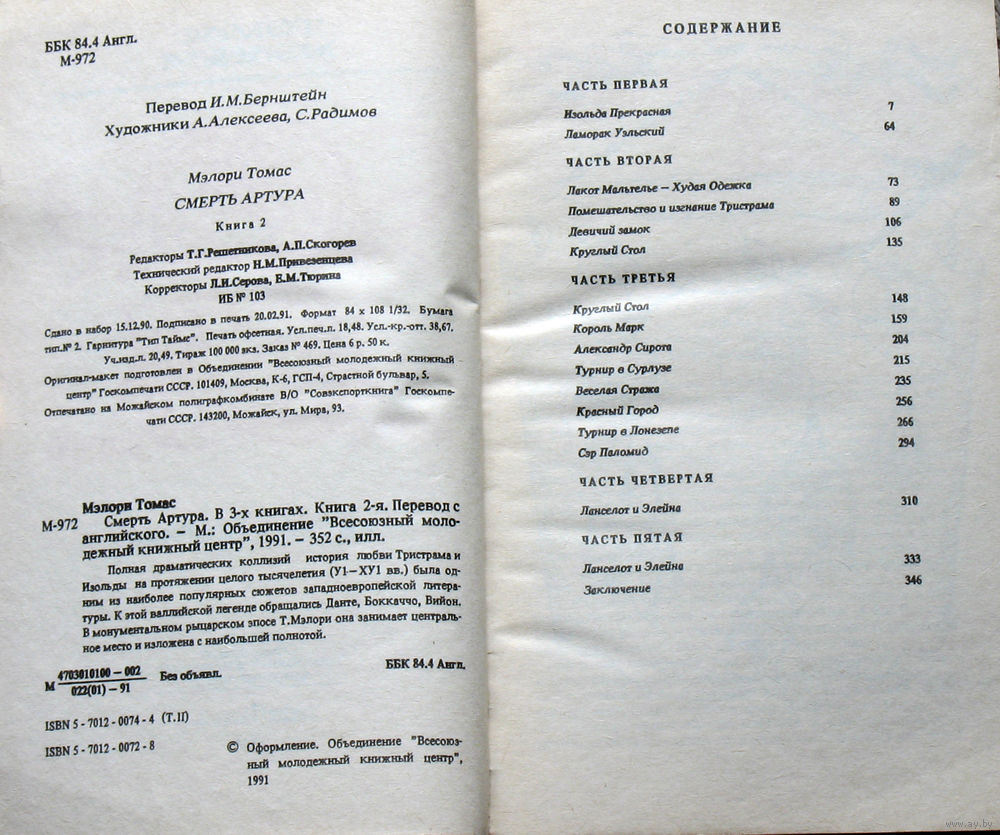 ББК 84.4 Англ.
М-972
Перевод И.М.Бернштейн
Художники А.Алексеева, С.Радимов
Мэлори Томас
СМЕРТЬ АРТУРА
Книга 2
Редакторы Т.Г.Решетникова, А.П.Скогорев
Технический редактор Н.М.Привезенцева
Корректоры Л.И.Серова, Е.М.Тюрина
ИБ № 103
Сдано в набор 15.12.90. Подписано в печать 20.02.91. Формат 84 х 108 1/32. Бумага
тип.№ 2. Гарнитура "Тип Таймс". Печать офсетная. Усл.печ.л. 18,48. Усл.-кр.-отт. 38,67.
Уч.изд.л. 20,49. Тираж 100 000 экз. Заказ № 469. Цена 6 р. 50 к.
Оригинал-макет подготовлен в Объединении "Всесоюзный молодежный книжный
центр" Госкомпечати СССР. 101409, Москва, К-6, ГСП-4, Страстной бульвар, 5.
Отпечатано на Можайском полиграфкомбинате В/О "Совэкспорткнига" Госкомпе-
чати СССР. 143200, Можайск, ул. Мира, 93.
Мэлори Томас
М-972 Смерть Артура. В 3-х книгах. Книга 2-я. Перевод с
английского. – М.: Объединение "Всесоюзный моло-
дежный книжный центр", 1991. – 352 с., илл.
Полная драматических коллизий история любви Тристрама и
Изольды на протяжении целого тысячелетия (У1–ХУ1 вв.) была од-
ним из наиболее популярных сюжетов западноевропейской литера-
туры. К этой валлийской легенде обращались Данте, Боккаччо, Вийон.
В монументальном рыцарском эпосе Т.Мэлори она занимает централь-
ное место и изложена с наибольшей полнотой.
М 4703010100 – 002 Без объявл.
022(01) – 91
ББК 84.4 Англ.
ISBN 5 - 7012 - 0074 - 4 (Т.II)
ISBN 5 - 7012 - 0072 - 8
© Оформление. Объединение "Всесоюз-
ный молодежный книжный центр",
1991
СОДЕРЖАНИЕ
ЧАСТЬ ПЕРВАЯ
Изольда Прекрасная 7
Ламорак Уэльский 64
ЧАСТЬ ВТОРАЯ
Лакот Мальтелье – Худая Одежка 73
Помешательство и изгнание Тристрама 89
Девичий замок 106
Круглый Стол 135
ЧАСТЬ ТРЕТЬЯ
Круглый Стол 148
Король Марк 159
Александр Сирота 204
Турнир в Сурлузе 215
Веселая Стража 235
Красный Город 256
Турнир в Лонезепе 266
Сэр Паломид 294
ЧАСТЬ ЧЕТВЕРТАЯ
Ланселот и Элейна 310
ЧАСТЬ ПЯТАЯ
Ланселот и Элейна 333
Заключение 346
www.ay.by